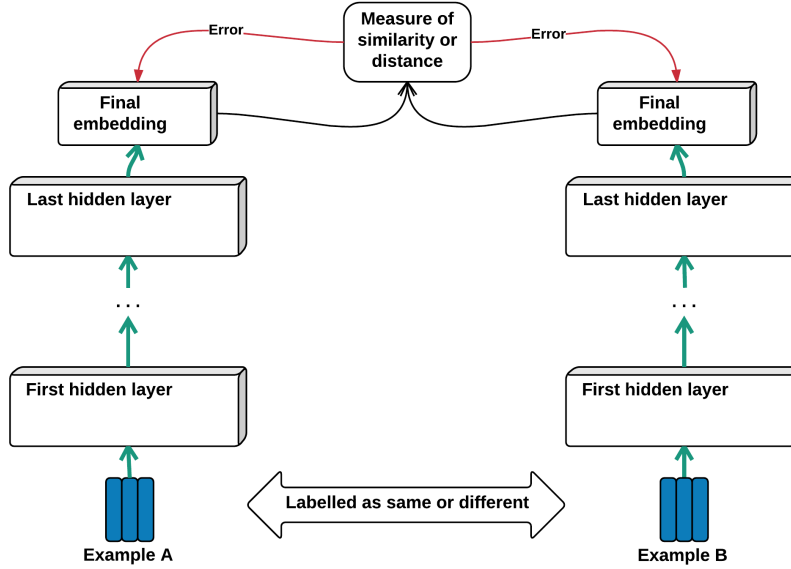 Measure of
similarity or
distance
Error
Error
Final
embedding
Final
embedding
Last hidden layer
Last hidden layer
...
...
First hidden layer
First hidden layer
Labelled as same or different
Example A
Example B